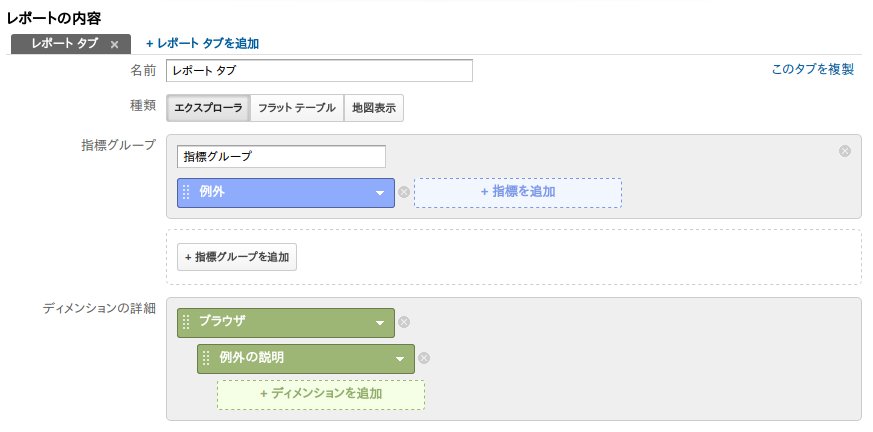 レポートの内容
レポート タブ × + レポート タブを追加
名前 レポート タブ このタブを複製
種類 エクスプローラ フラット テーブル 地図表示
指標グループ 指標グループ
例外 + 指標を追加
+ 指標グループを追加
ディメンションの詳細 ブラウザ
例外の説明
+ ディメンションを追加